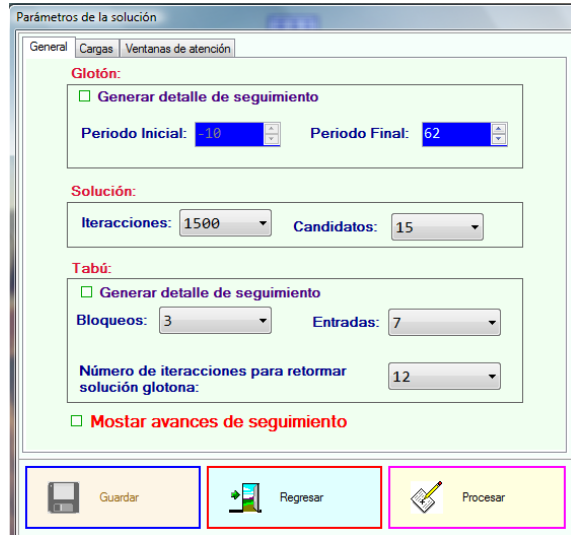 Parámetros de la solución
General Cargas Ventanas de atención
Glotón:
Generar detalle de seguimiento
Periodo Inicial: -10 Periodo Final: 62
Solución:
Iteracciones: 1500 Candidatos: 15
Tabú:
Generar detalle de seguimiento
Bloqueos: 3 Entradas: 7
Número de iteracciones para retormar
solución glotona:
12
Mostar avances de seguimiento
Guardar Regresar Procesar